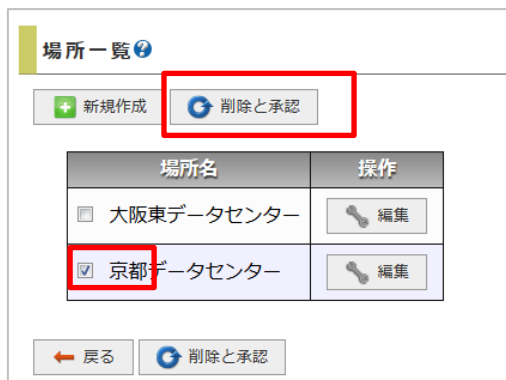 場所一覧?
新規作成 削除と承認
場所名 操作
大阪東データセンター 編集
京都データセンター 編集
戻る 削除と承認